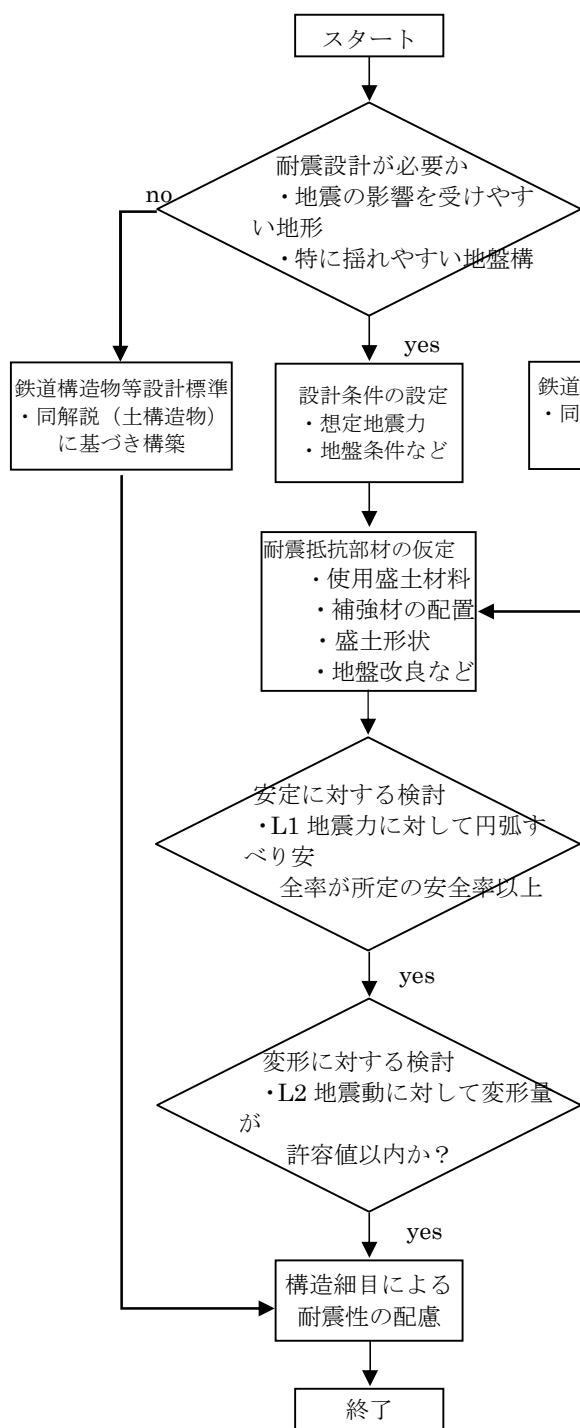 スタート
耐震設計が必要か
・地震の影響を受けやす
い地形
・特に揺れやすい地盤構
no
yes
鉄道構造物等設計標準
・同解説（土構造物）
に基づき構築
設計条件の設定
・想定地震力
・地盤条件など
鉄道
・同
耐震抵抗部材の仮定
・使用盛土材料
・補強材の配置
・盛土形状
・地盤改良など
安定に対する検討
・L1 地震力に対して円弧す
べり安
全率が所定の安全率以上
yes
変形に対する検討
・L2 地震動に対して変形量
が
許容値以内か？
yes
構造細目による
耐震性の配慮
終了